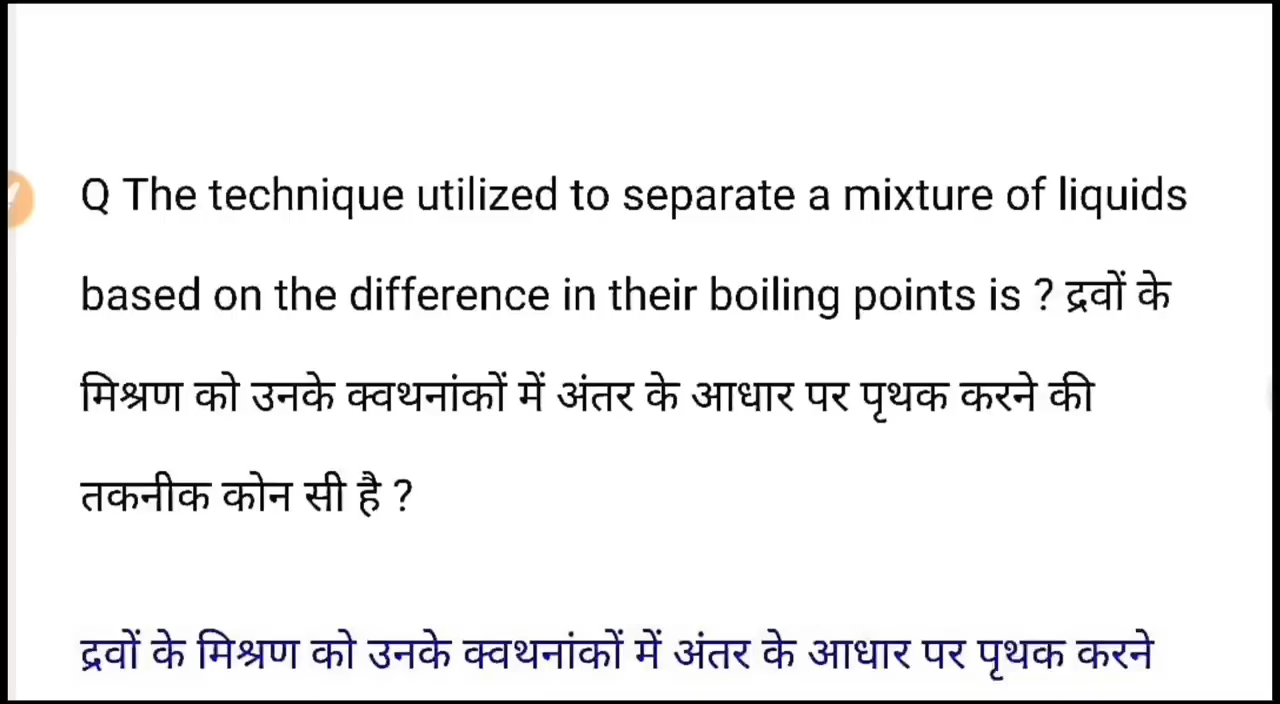 Q The technique utilized to separate a mixture of liquids
based on the difference in their boiling points is ? द्रवों के
मिश्रण को उनके क्वथनांकों में अंतर के आधार पर पृथक करने की
तकनीक कोन सी है ?
द्रवों के मिश्रण को उनके क्वथनांकों में अंतर के आधार पर पृथक करने